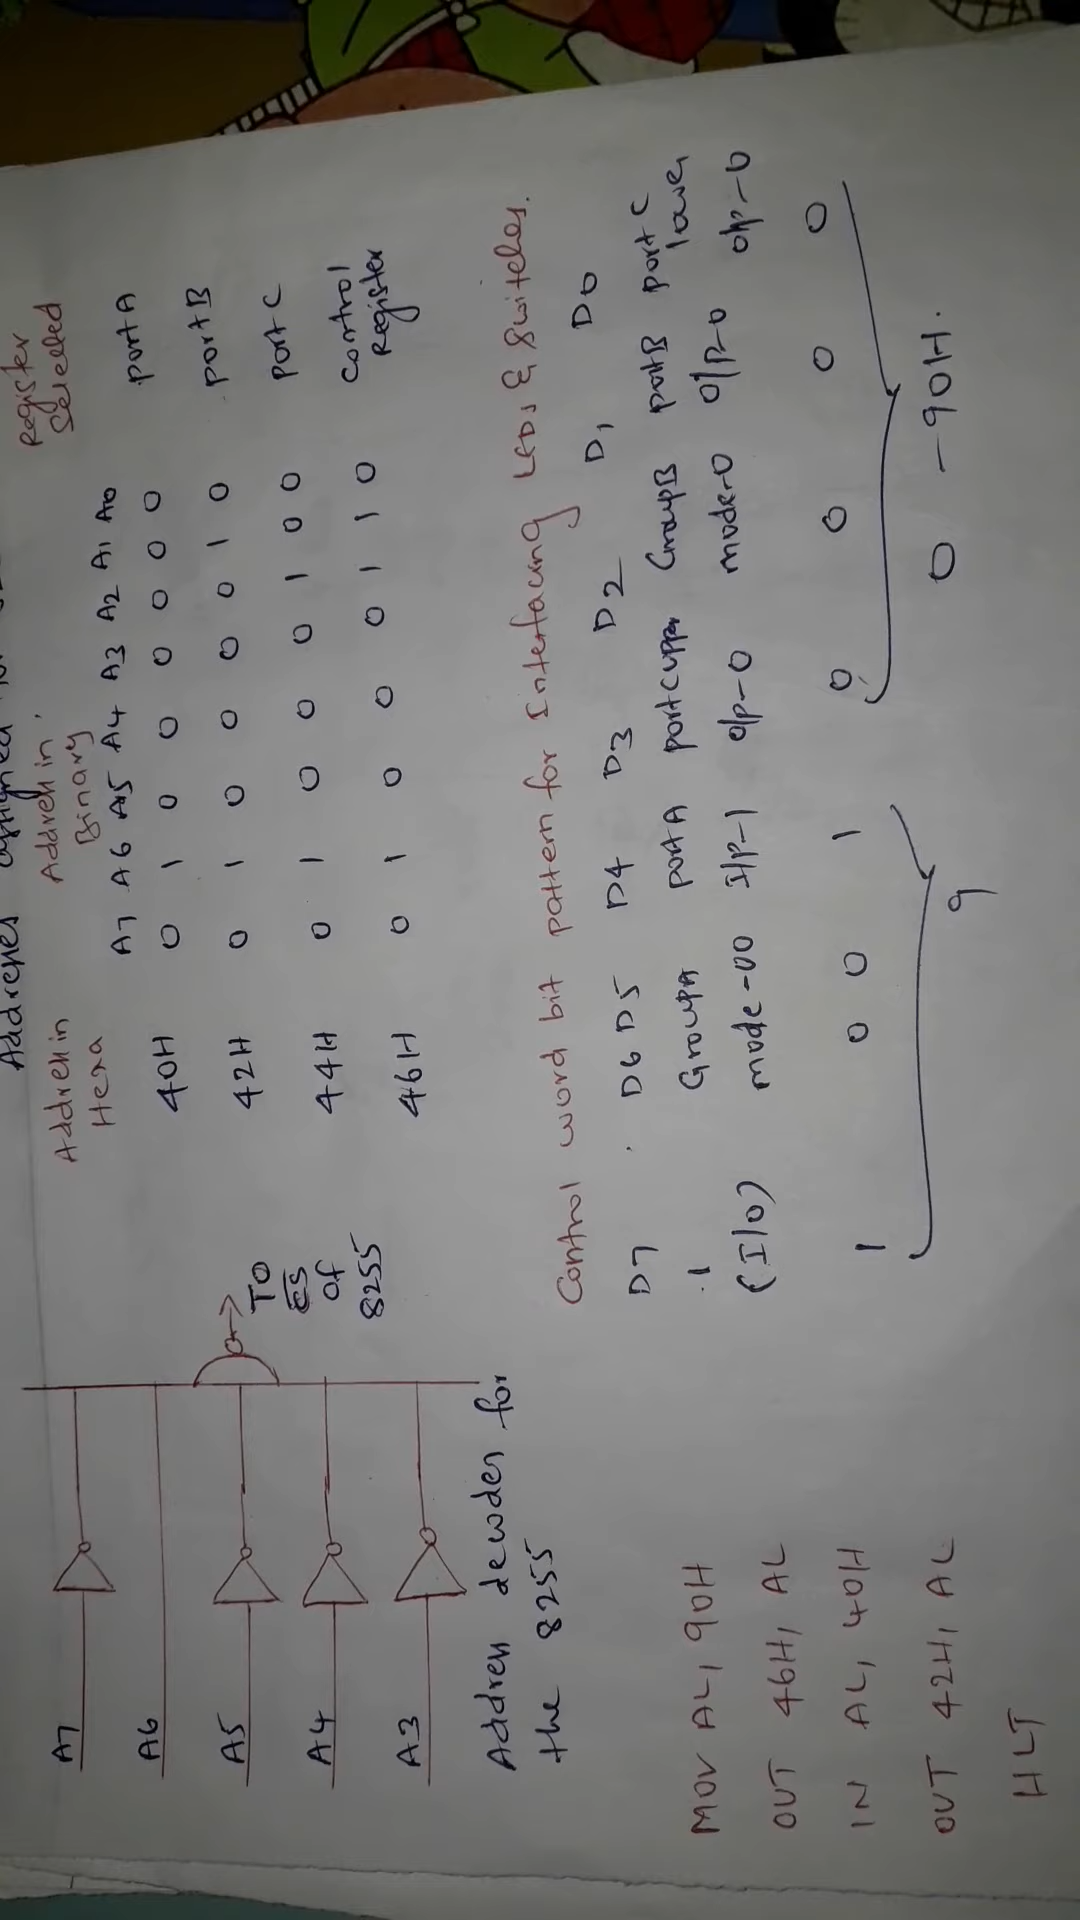 Addresses assigned
Address in
Hexa
Address in
Binary
Register
Selected
A7 A6 A5 A4 A3 A2 A1 A0
40H 0 1 0 0 0 0 0 0 port A
42H 0 1 0 0 0 0 1 0 port B
44H 0 1 0 0 0 1 0 0 port C
46H 0 1 0 0 0 1 1 0 control
Register
A7
A6
A5
A4
A3
TO
CS
of
8255
Address decoder for
the 8255
Control word bit pattern for Interfacing LEDs & Switches.
D7 D6 D5 D4 D3 D2 D1 D0
1 Group A port A port C upper Group B port B port C
lower
(I/O) mode-00 I/P-1 o/p-0 mode-0 O/P-0 o/p-0
1 0 0 1 0 0 0 0
9 0 - 90H.
MOV AL, 90H
OUT 46H, AL
IN AL, 40H
OUT 42H, AL
HLT